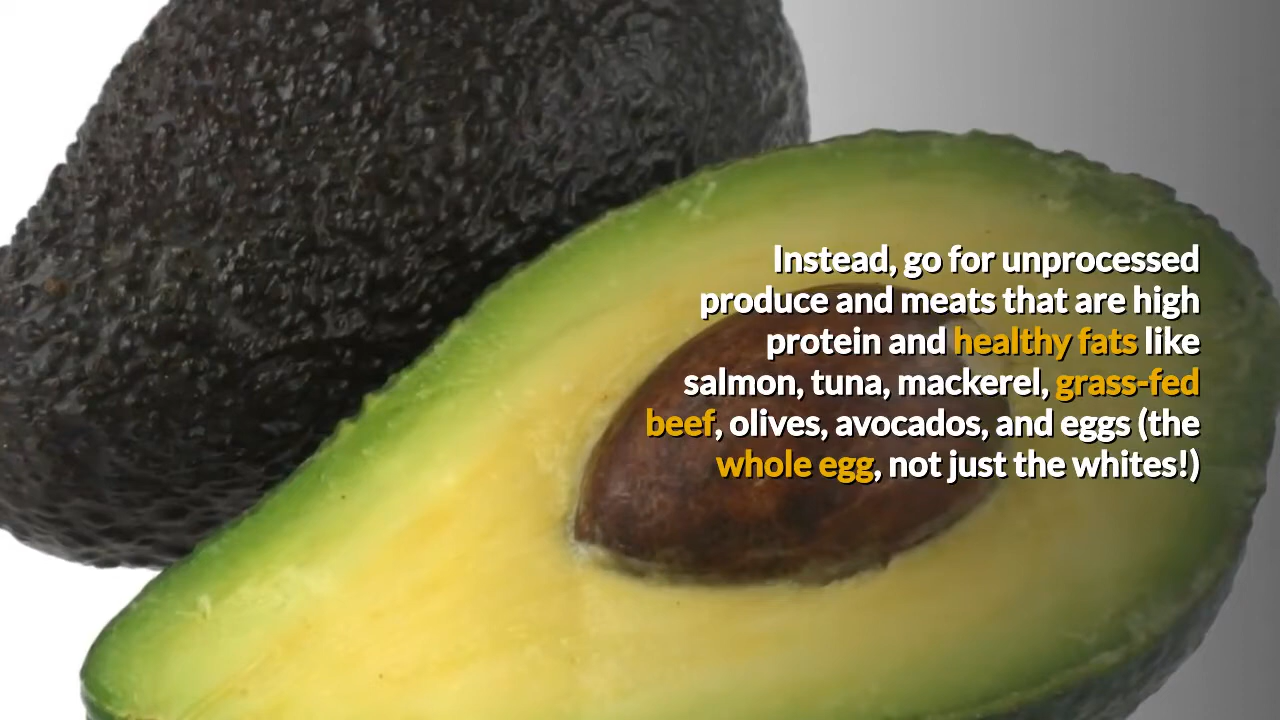 Instead, go for unprocessed
produce and meats that are high
protein and healthy fats like
salmon, tuna, mackerel, grass-fed
beef, olives, avocados, and eggs (the
whole egg, not just the whites!)